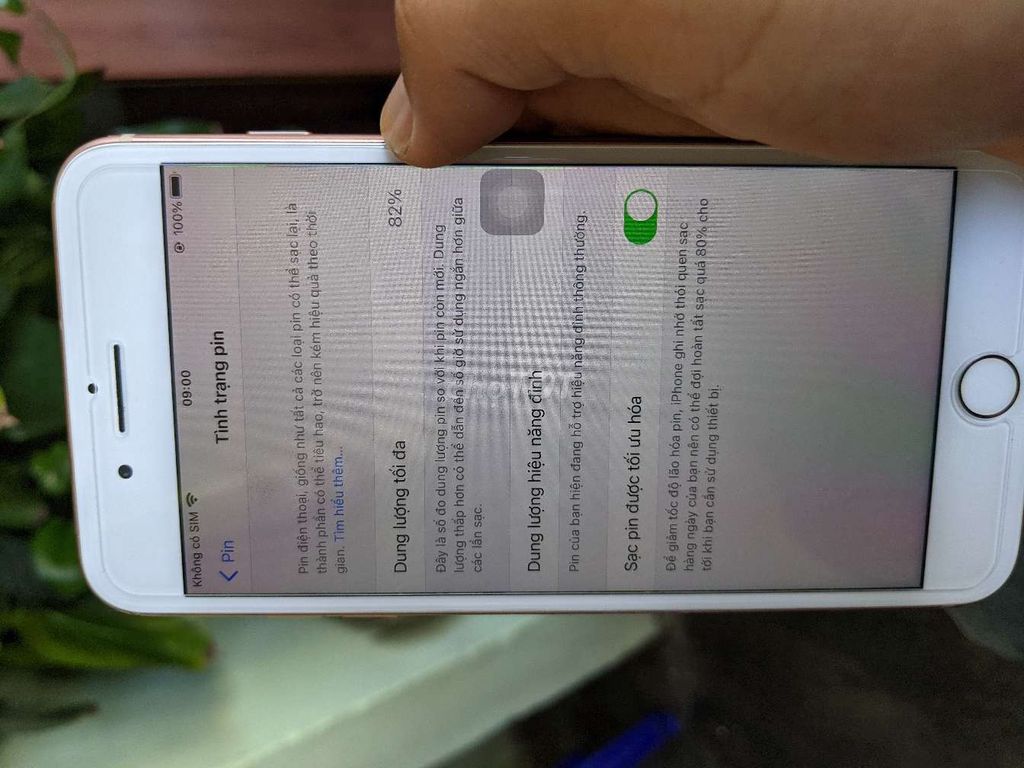 Không có SIM
09:00
100%
Pin
Tình trạng pin
Pin điện thoại, giống như tất cả các loại pin có thể sạc lại, là
thành phần có thể tiêu hao, trở nên kém hiệu quả theo thời
gian. Tìm hiểu thêm...
Dung lượng tối đa 82%
Đây là số đo dung lượng pin so với khi pin còn mới. Dung
lượng thấp hơn có thể dẫn đến số giờ sử dụng ngắn hơn giữa
các lần sạc.
Dung lượng hiệu năng đỉnh
Pin của bạn hiện đang hỗ trợ hiệu năng đỉnh thông thường.
Sạc pin được tối ưu hóa
Để giảm tốc độ lão hóa pin, iPhone ghi nhớ thói quen sạc
hàng ngày của bạn nên có thể đợi hoàn tất sạc quá 80% cho
tới khi bạn cần sử dụng thiết bị.